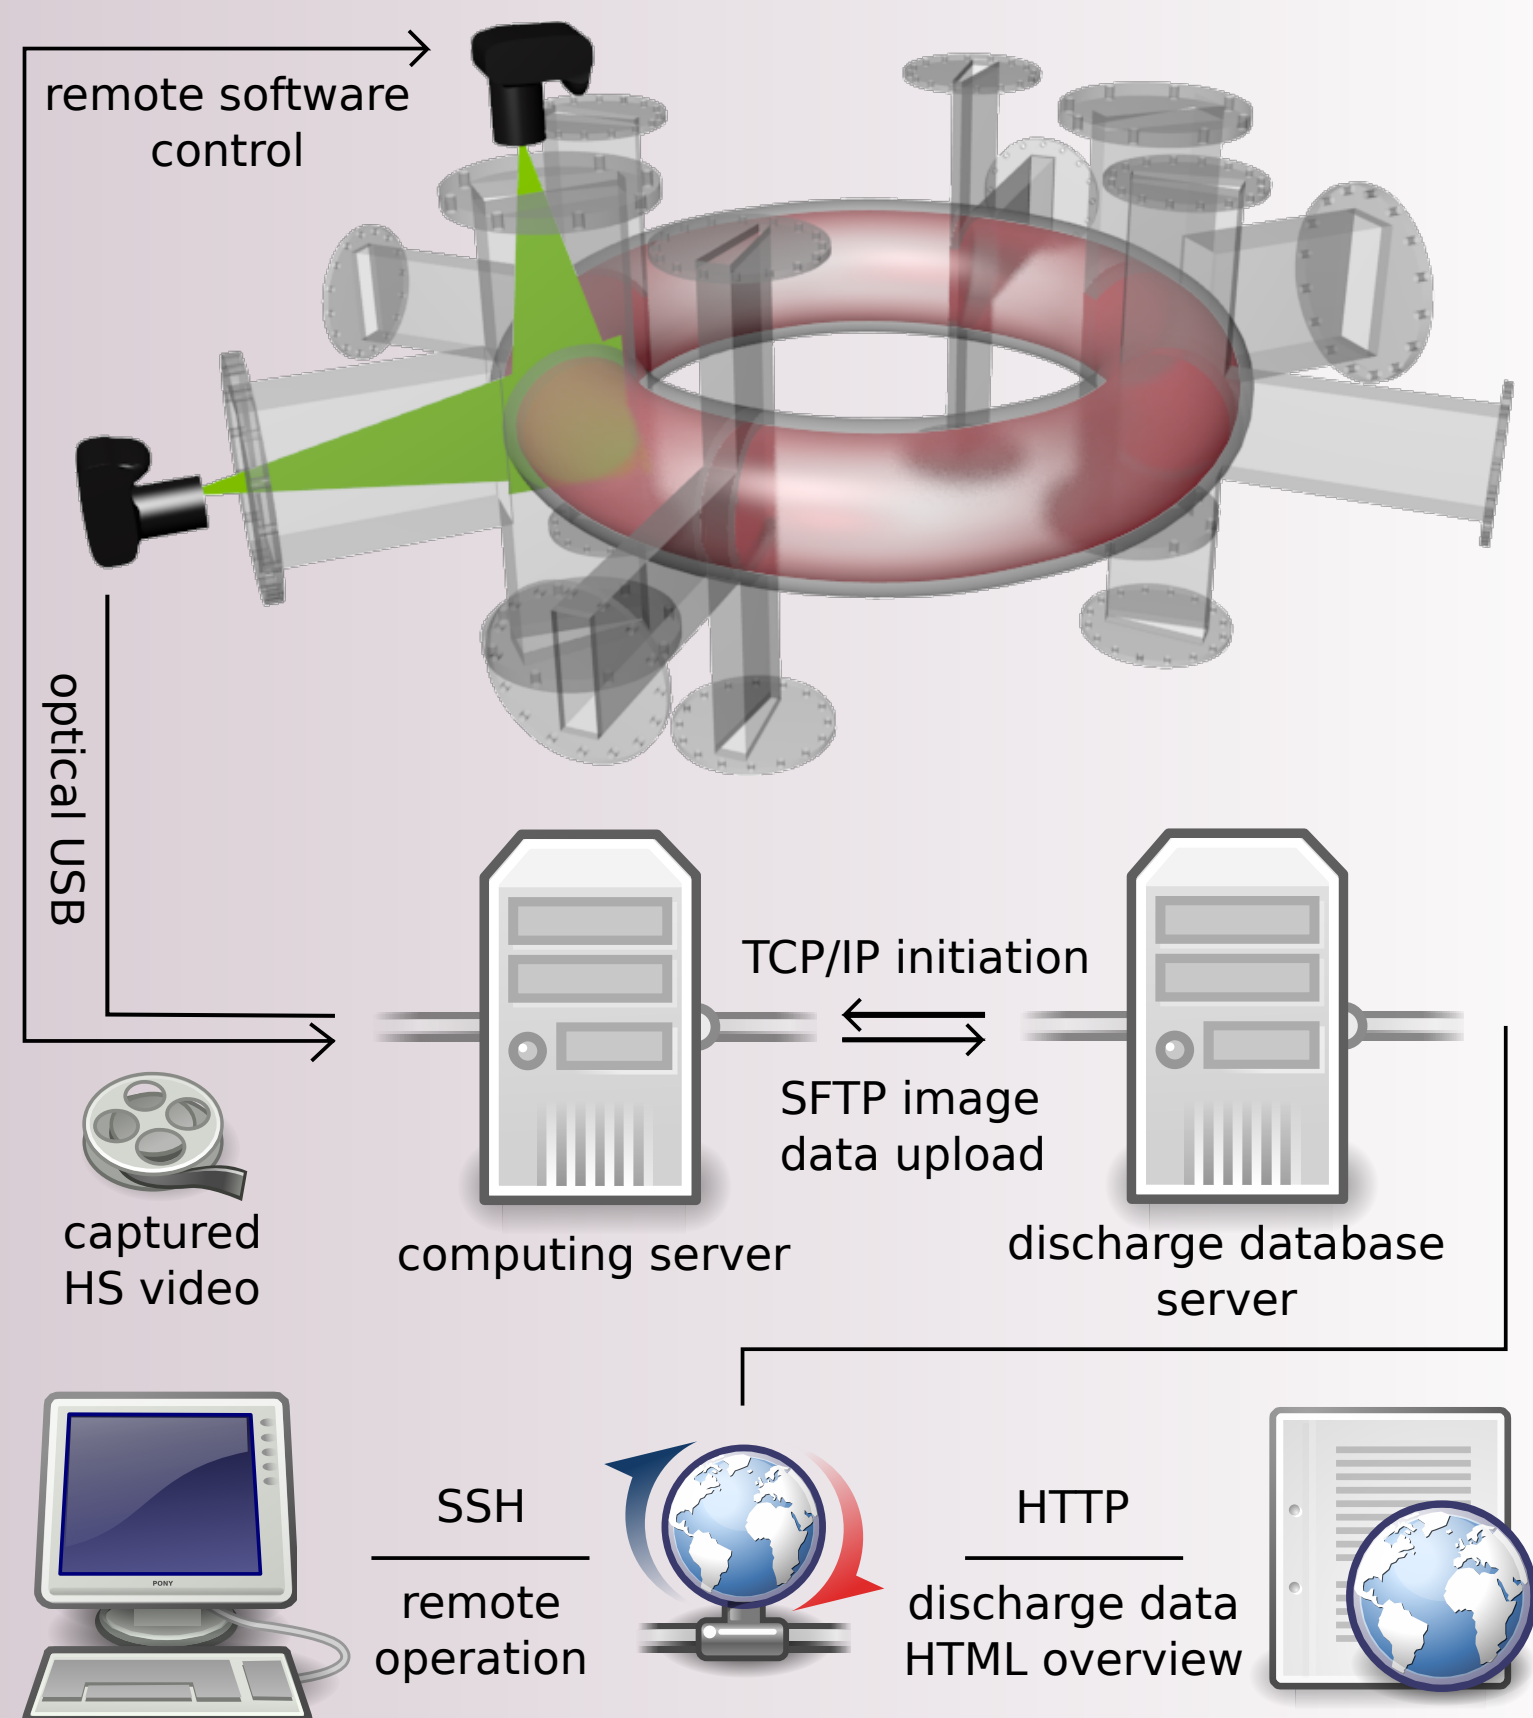 remote software
control
optical USB
TCP/IP initiation
SFTP image
data upload
captured
HS video
computing server
discharge database
server
PONY
SSH
remote
operation
HTTP
discharge data
HTML overview